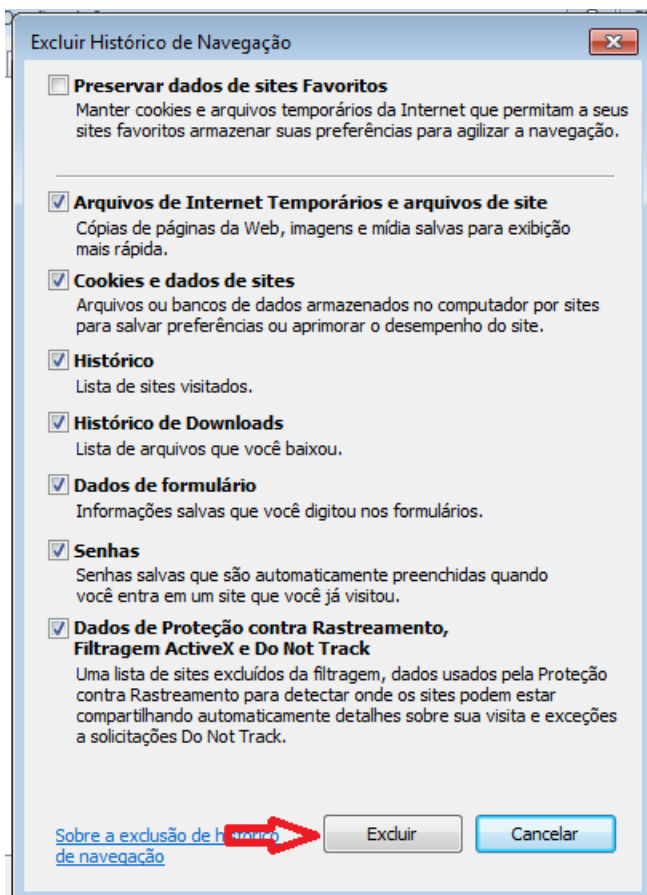 Excluir Histórico de Navegação
Preservar dados de sites Favoritos
Manter cookies e arquivos temporários da Internet que permitam a seus
sites favoritos armazenar suas preferências para agilizar a navegação.
Arquivos de Internet Temporários e arquivos de site
Cópias de páginas da Web, imagens e mídia salvas para exibição
mais rápida.
Cookies e dados de sites
Arquivos ou bancos de dados armazenados no computador por sites
para salvar preferências ou aprimorar o desempenho do site.
Histórico
Lista de sites visitados.
Histórico de Downloads
Lista de arquivos que você baixou.
Dados de formulário
Informações salvas que você digitou nos formulários.
Senhas
Senhas salvas que são automaticamente preenchidas quando
você entra em um site que você já visitou.
Dados de Proteção contra Rastreamento,
Filtragem ActiveX e Do Not Track
Uma lista de sites excluídos da filtragem, dados usados pela Proteção
contra Rastreamento para detectar onde os sites podem estar
compartilhando automaticamente detalhes sobre sua visita e exceções
a solicitações Do Not Track.
Sobre a exclusão de histórico
de navegação
Excluir
Cancelar